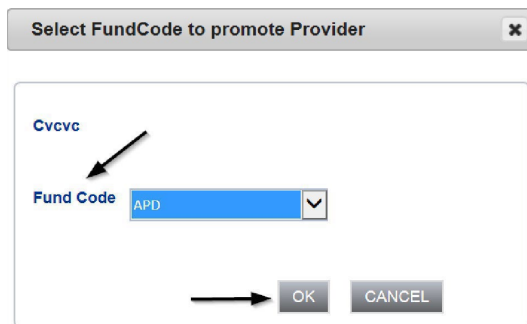 Select FundCode to promote Provider
Cvcvc
Fund Code APD
OK CANCEL